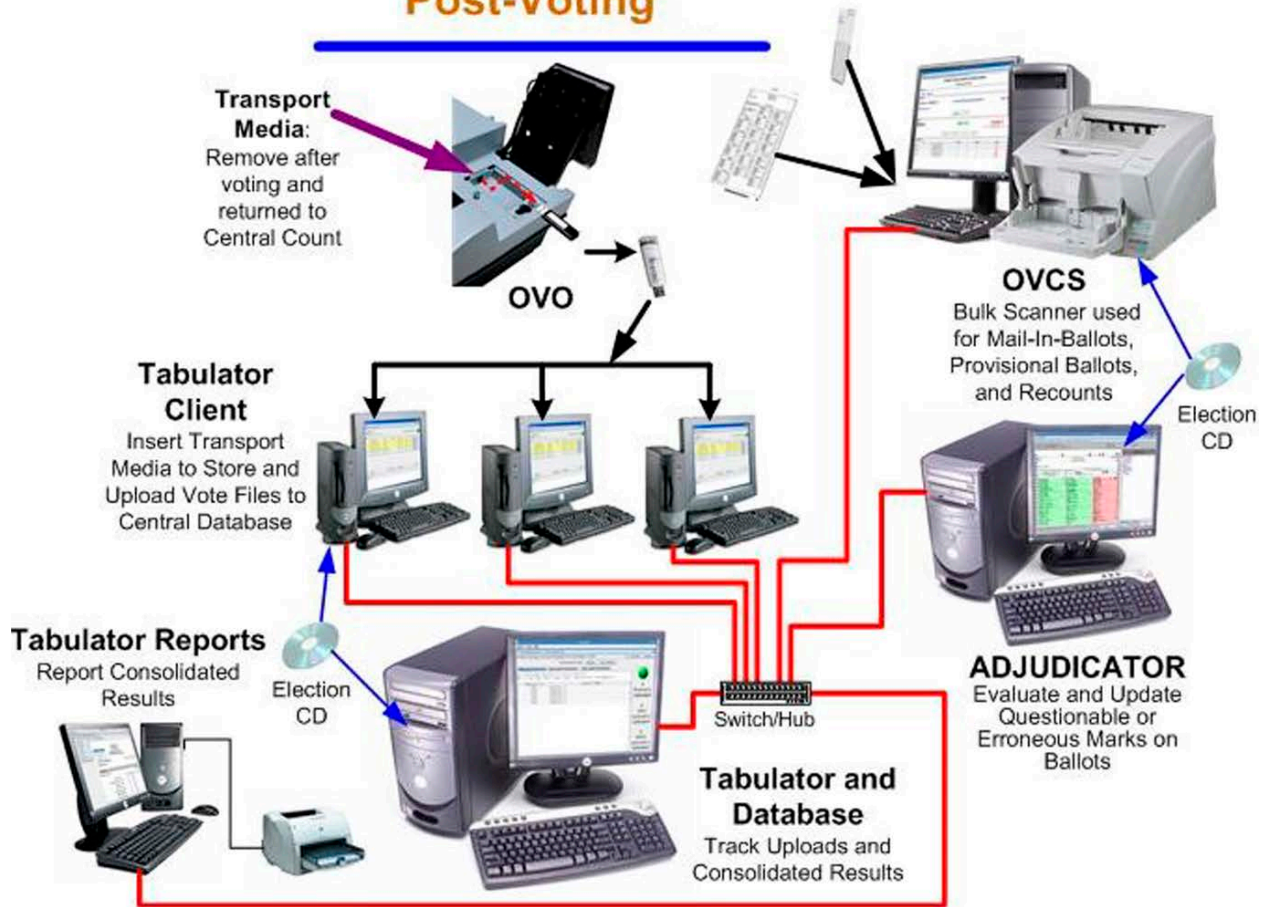 Post-Voting
Transport
Media:
Remove after
voting and
returned to
Central Count
OVO
OVCS
Bulk Scanner used
for Mail-In-Ballots,
Provisional Ballots,
and Recounts
Election
CD
Tabulator
Client
Insert Transport
Media to Store and
Upload Vote Files to
Central Database
Tabulator Reports
Report Consolidated
Results
Election
CD
Switch/Hub
ADJUDICATOR
Evaluate and Update
Questionable or
Erroneous Marks on
Ballots
Tabulator and
Database
Track Uploads and
Consolidated Results